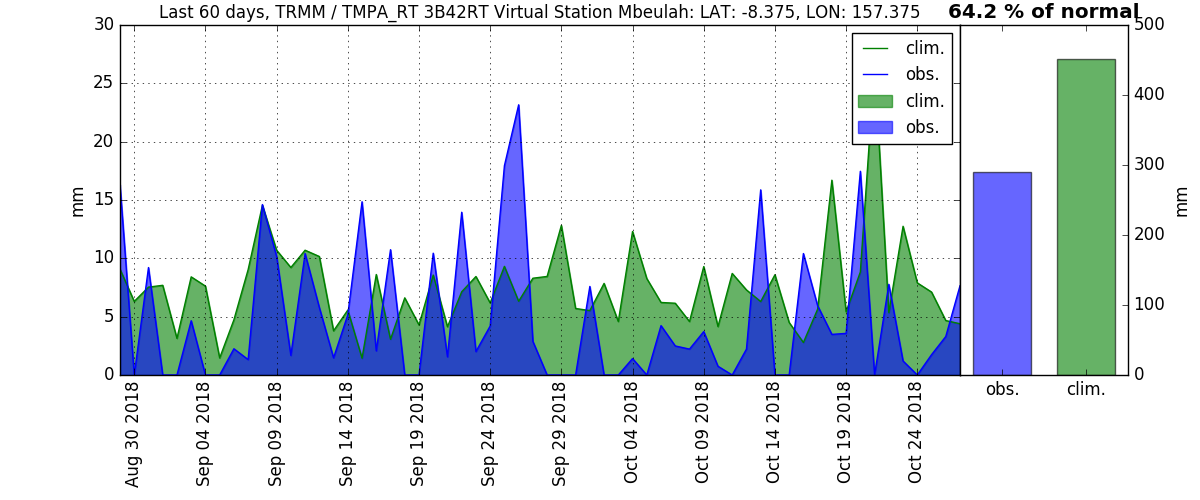 Last 60 days, TRMM / TMPA_RT 3B42RT Virtual Station Mbeulah: LAT: -8.375, LON: 157.375
64.2 % of normal
30
25
20
15
10
5
0
mm
clim.
obs.
clim.
obs.
Aug 30 2018
Sep 04 2018
Sep 09 2018
Sep 14 2018
Sep 19 2018
Sep 24 2018
Sep 29 2018
Oct 04 2018
Oct 09 2018
Oct 14 2018
Oct 19 2018
Oct 24 2018
500
400
300
200
100
0
mm
obs.
clim.